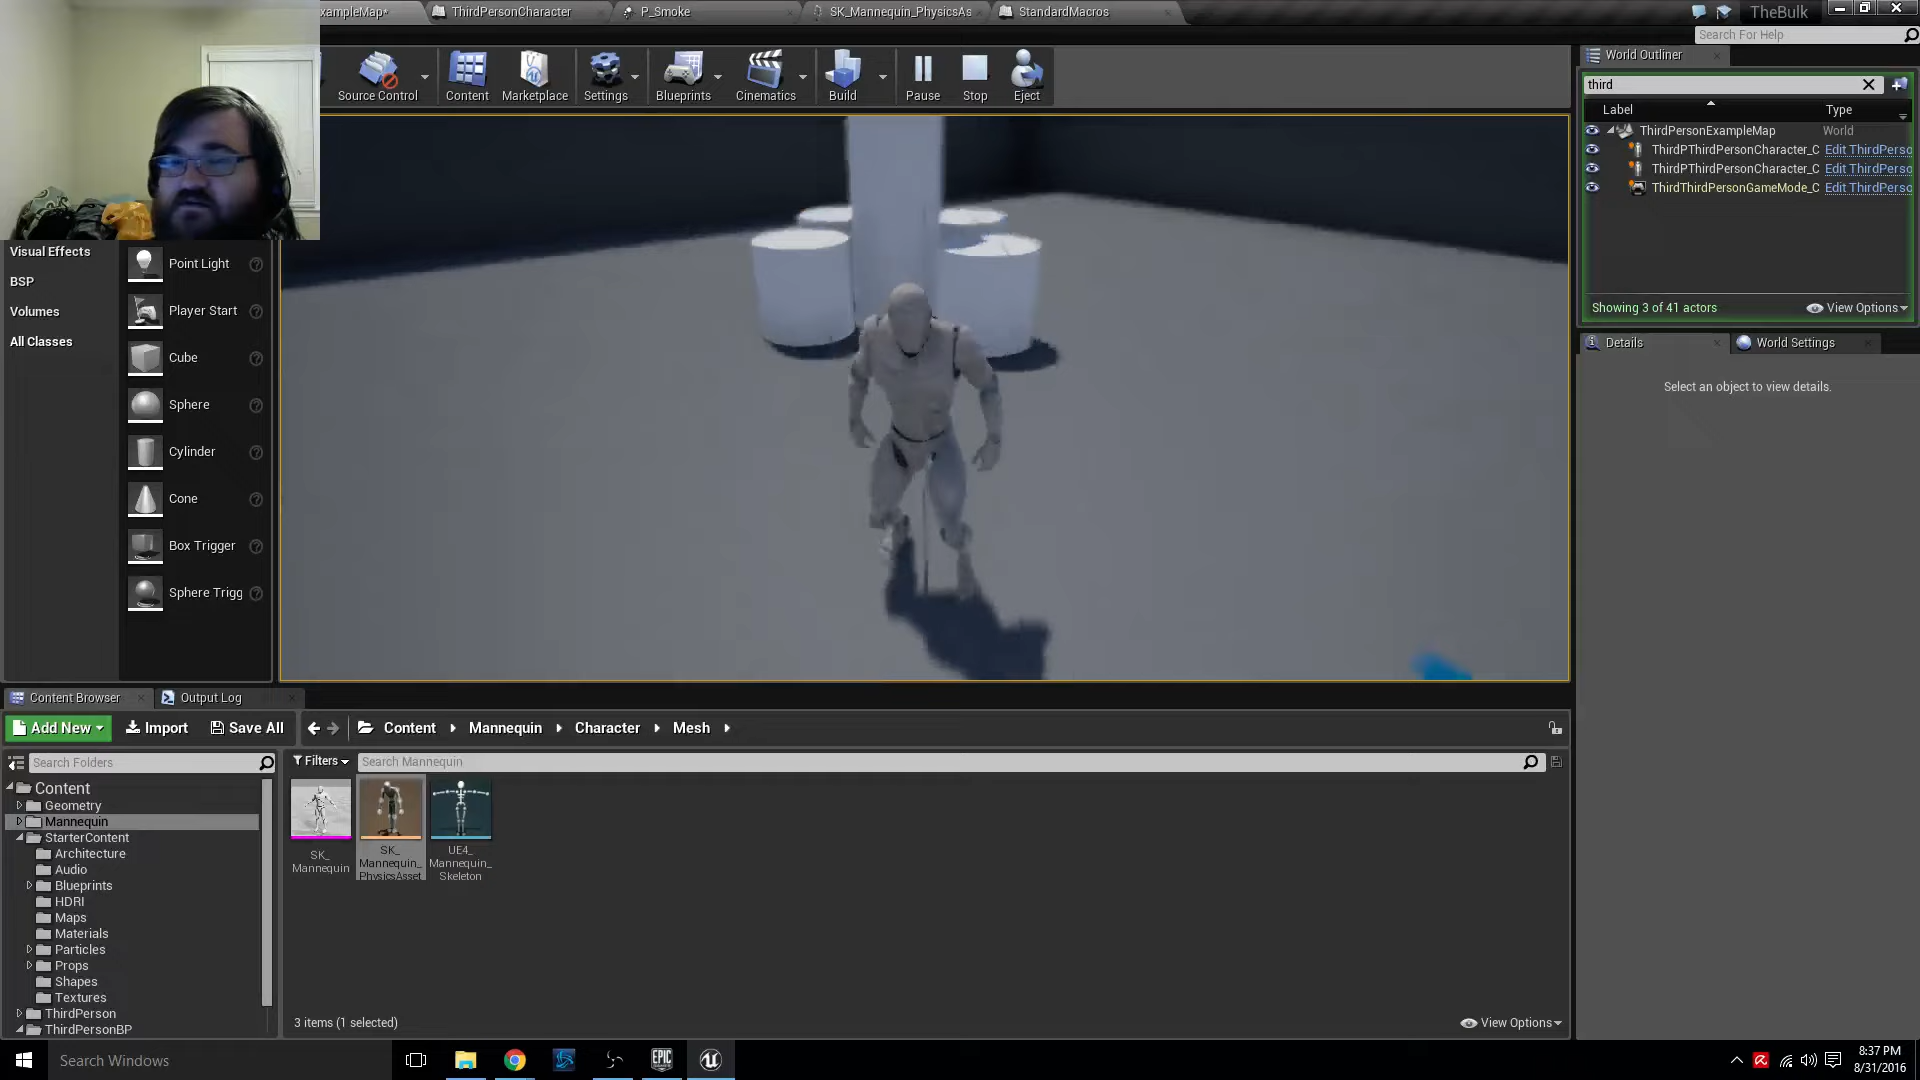 xampleMap*
ThirdPersonCharacter
P_Smoke
SK_Mannequin_PhysicsAs
StandardMacros
TheBulk
Search For Help
Source Control
Content
Marketplace
Settings
Blueprints
Cinematics
Build
Pause
Stop
Eject
World Outliner
third
Label
Type
ThirdPersonExampleMap
World
ThirdPThirdPersonCharacter_C
Edit ThirdPerso
ThirdPThirdPersonCharacter_C
Edit ThirdPerso
ThirdThirdPersonGameMode_C
Edit ThirdPerso
Showing 3 of 41 actors
View Options
Details
World Settings
Select an object to view details.
Visual Effects
BSP
Volumes
All Classes
Point Light
Player Start
Cube
Sphere
Cylinder
Cone
Box Trigger
Sphere Trigg
Content Browser
Output Log
Add New
Import
Save All
Content
Mannequin
Character
Mesh
Search Folders
Filters
Search Mannequin
Content
Geometry
Mannequin
StarterContent
Architecture
Audio
Blueprints
HDRI
Maps
Materials
Particles
Props
Shapes
Textures
ThirdPerson
ThirdPersonBP
SK_
Mannequin
SK_
Mannequin_
PhysicsAsset
UE4_
Mannequin_
Skeleton
3 items (1 selected)
View Options
Search Windows
EPIC
GAMES
8:37 PM
8/31/2016